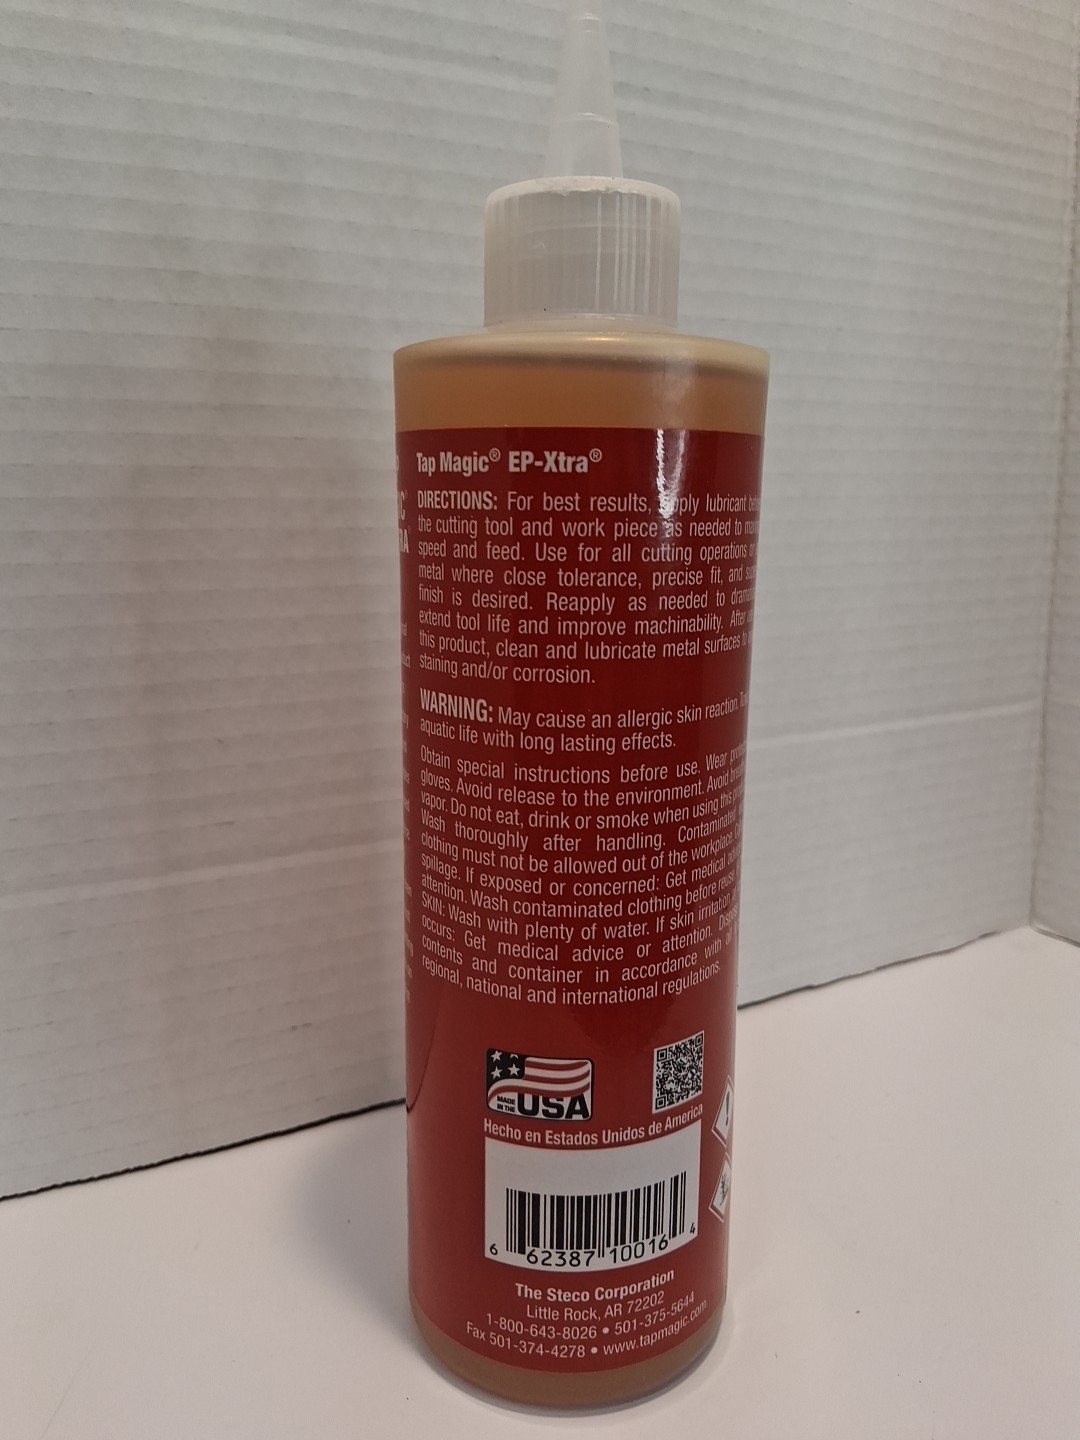 Tap Magic® EP-Xtra®
DIRECTIONS: For best results, apply lubricant
the cutting tool and work piece as needed to
speed and feed. Use for all cutting operations
metal where close tolerance, precise fit, and
finish is desired. Reapply as needed to
extend tool life and improve machinability. After
this product, clean and lubricate metal surfaces to
staining and/or corrosion.
WARNING: May cause an allergic skin reaction.
aquatic life with long lasting effects.
Obtain special instructions before use. Wear
gloves. Avoid release to the environment. Avoid
vapor. Do not eat, drink or smoke when using this
Wash thoroughly after handling. Contaminated
clothing must not be allowed out of the workplace.
spillage. If exposed or concerned: Get medical
attention. Wash contaminated clothing before reuse.
SKIN: Wash with plenty of water. If skin irritation
occurs: Get medical advice or attention.
contents and container in accordance with
regional, national and international regulations.
MADE
IN THE USA
Hecho en Estados Unidos de America
6 62387 10016 4
The Steco Corporation
Little Rock, AR 72202
1-800-643-8026 • 501-375-5644
Fax 501-374-4278 • www.tapmagic.com